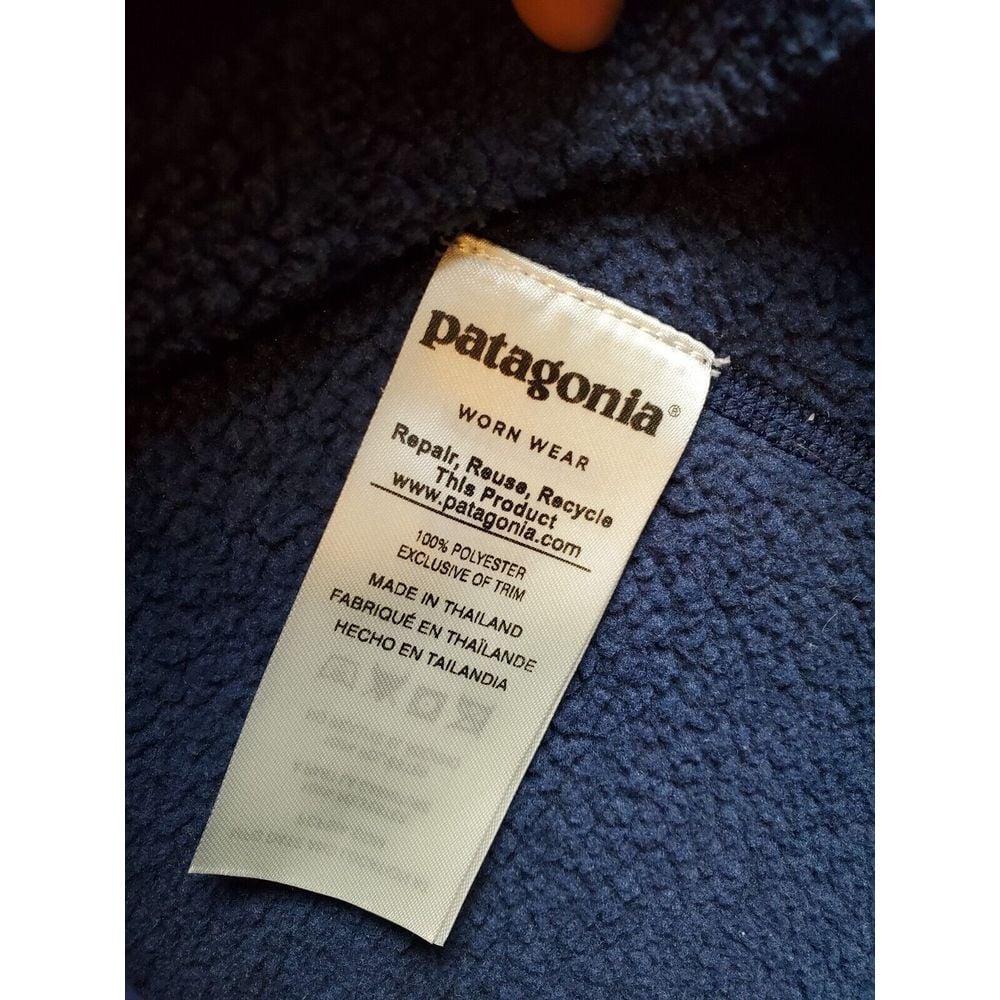 patagonia®
WORN WEAR
Repair, Reuse, Recycle
This Product
www.patagonia.com
100% POLYESTER
EXCLUSIVE OF TRIM
MADE IN THAILAND
FABRIQUÉ EN THAÏLANDE
HECHO EN TAILANDIA